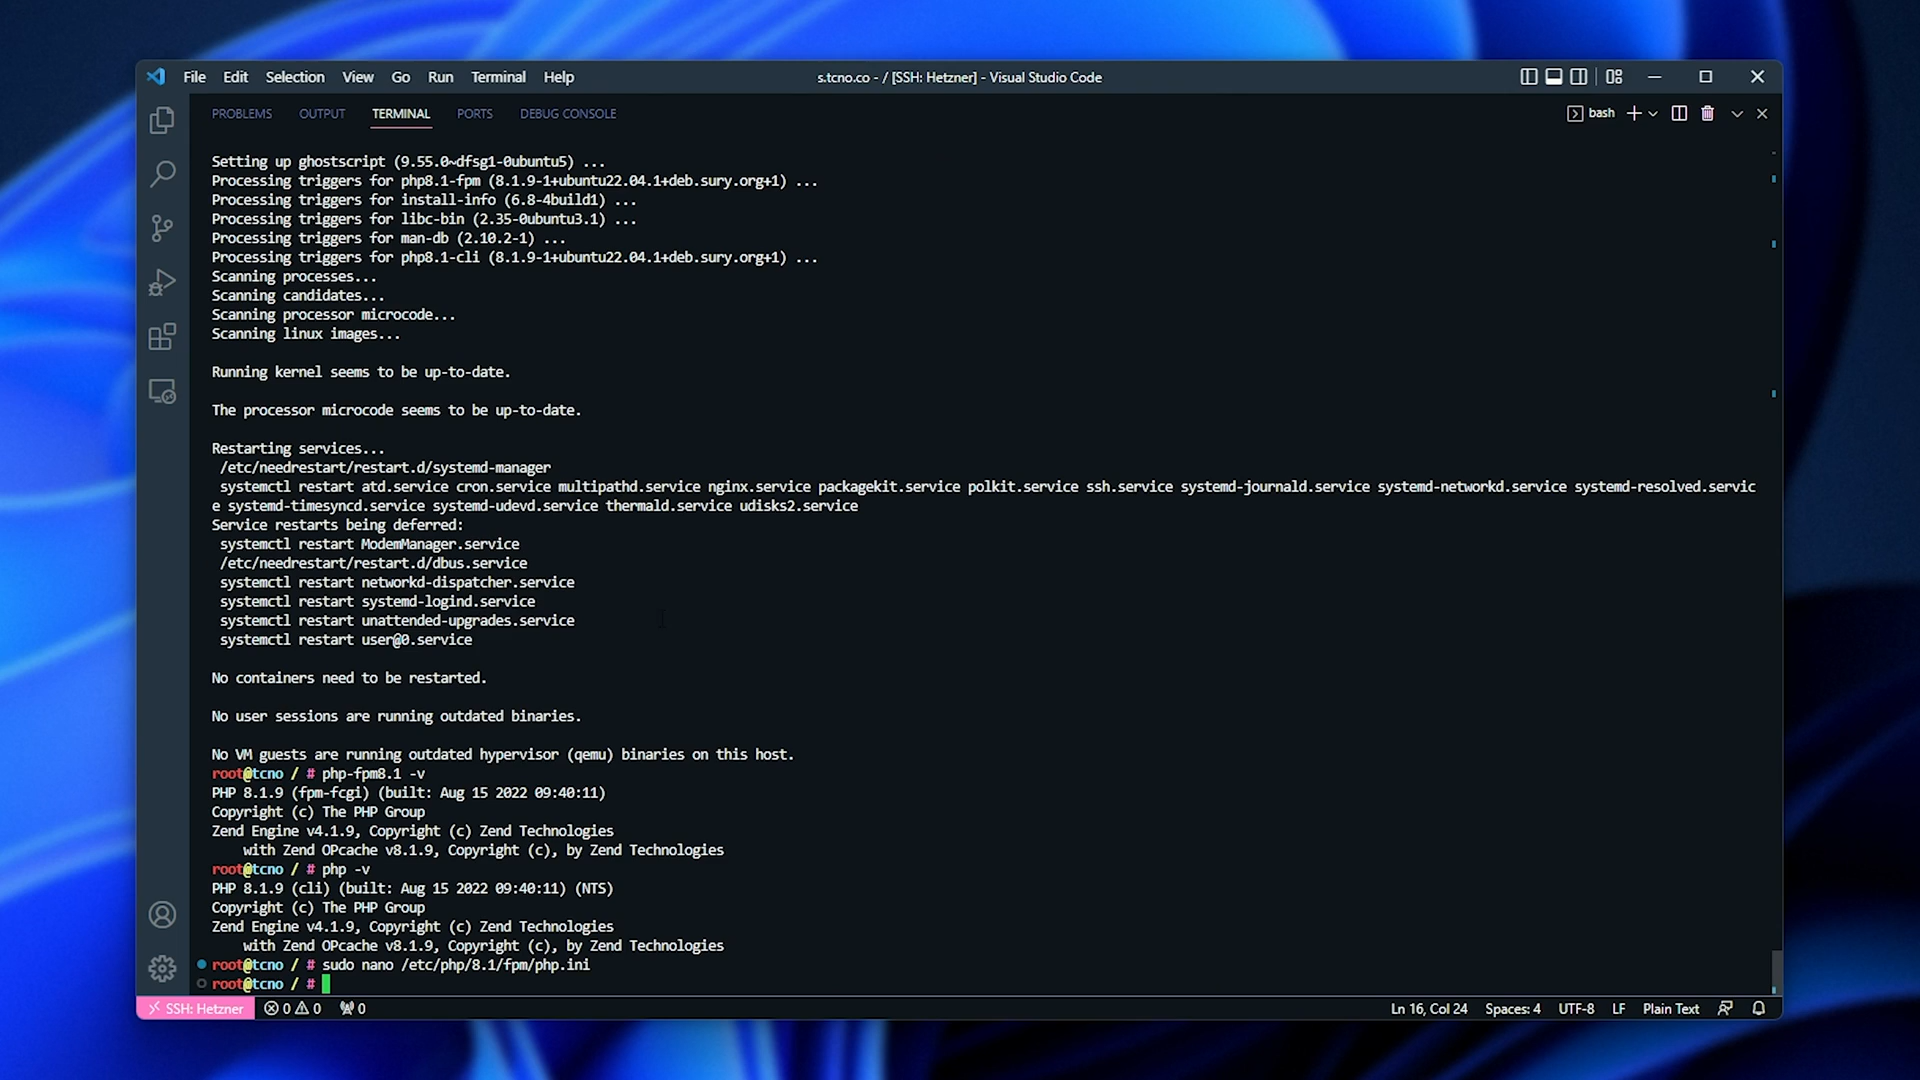 File Edit Selection View Go Run Terminal Help
s.tcno.co - / [SSH: Hetzner] - Visual Studio Code
PROBLEMS OUTPUT TERMINAL PORTS DEBUG CONSOLE
bash
Setting up ghostscript (9.55.0~dfsg1-0ubuntu5) ...
Processing triggers for php8.1-fpm (8.1.9-1+ubuntu22.04.1+deb.sury.org+1) ...
Processing triggers for install-info (6.8-4build1) ...
Processing triggers for libc-bin (2.35-0ubuntu3.1) ...
Processing triggers for man-db (2.10.2-1) ...
Processing triggers for php8.1-cli (8.1.9-1+ubuntu22.04.1+deb.sury.org+1) ...
Scanning processes...
Scanning candidates...
Scanning processor microcode...
Scanning linux images...
Running kernel seems to be up-to-date.
The processor microcode seems to be up-to-date.
Restarting services...
/etc/needrestart/restart.d/systemd-manager
systemctl restart atd.service cron.service multipathd.service nginx.service packagekit.service polkit.service ssh.service systemd-journald.service systemd-networkd.service systemd-resolved.servic
e systemd-timesyncd.service systemd-udevd.service thermald.service udisks2.service
Service restarts being deferred:
systemctl restart ModemManager.service
/etc/needrestart/restart.d/dbus.service
systemctl restart networkd-dispatcher.service
systemctl restart systemd-logind.service
systemctl restart unattended-upgrades.service
systemctl restart user@0.service
No containers need to be restarted.
No user sessions are running outdated binaries.
No VM guests are running outdated hypervisor (qemu) binaries on this host.
root@tcno / # php-fpm8.1 -v
PHP 8.1.9 (fpm-fcgi) (built: Aug 15 2022 09:40:11)
Copyright (c) The PHP Group
Zend Engine v4.1.9, Copyright (c) Zend Technologies
with Zend OPcache v8.1.9, Copyright (c), by Zend Technologies
root@tcno / # php -v
PHP 8.1.9 (cli) (built: Aug 15 2022 09:40:11) (NTS)
Copyright (c) The PHP Group
Zend Engine v4.1.9, Copyright (c) Zend Technologies
with Zend OPcache v8.1.9, Copyright (c), by Zend Technologies
root@tcno / # sudo nano /etc/php/8.1/fpm/php.ini
root@tcno / #
SSH: Hetzner 0 0 0 Ln 16, Col 24 Spaces: 4 UTF-8 LF Plain Text